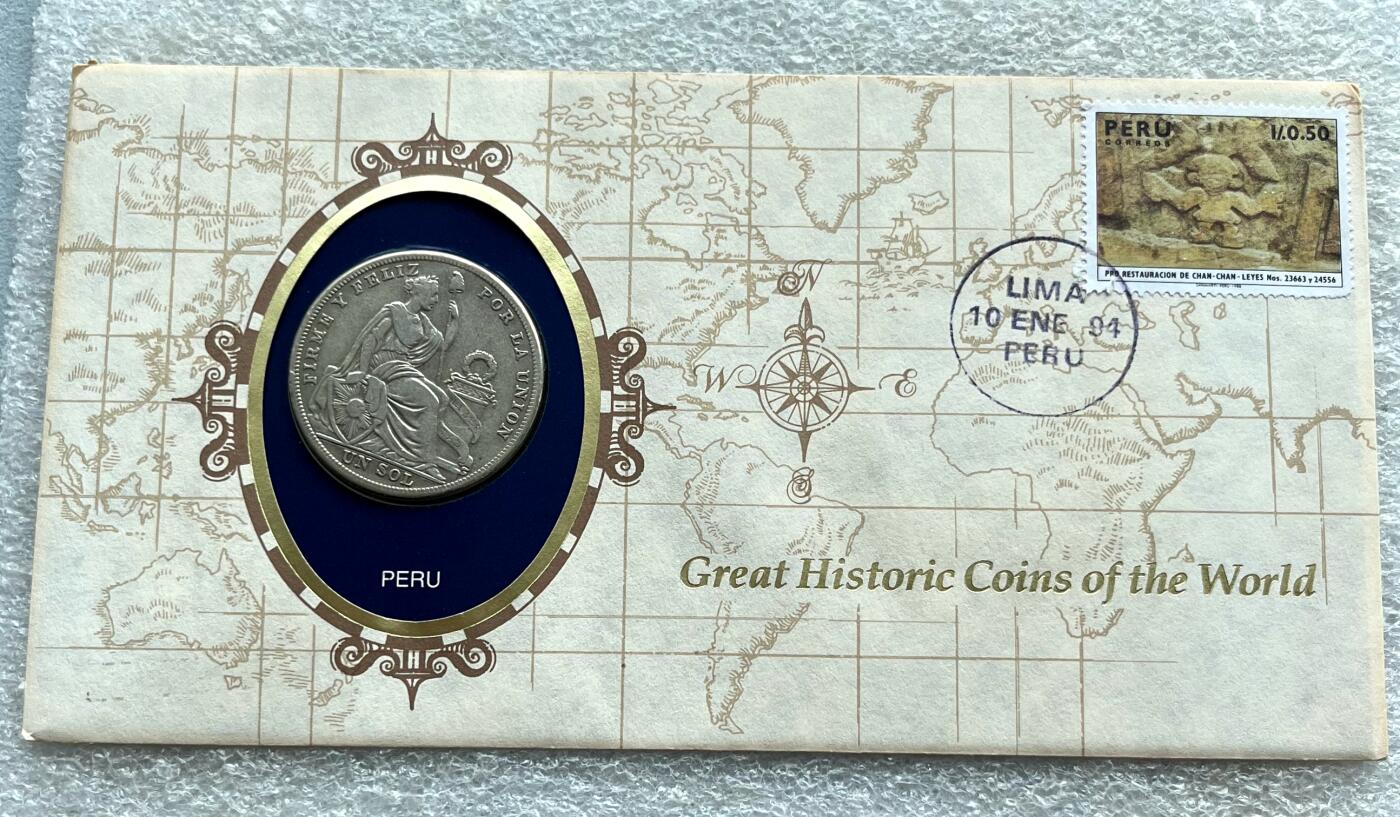 PERU
CORREOS
I/.0.50
PRO RESTAURACION DE CHAN-CHAN-LEYES Nos. 23663 y 24556
LIMA
10 ENE 94
PERU
FIRME Y FELIZ POR LA UNION
UN SOL
PERU
N
W
E
S
Great Historic Coins of the World